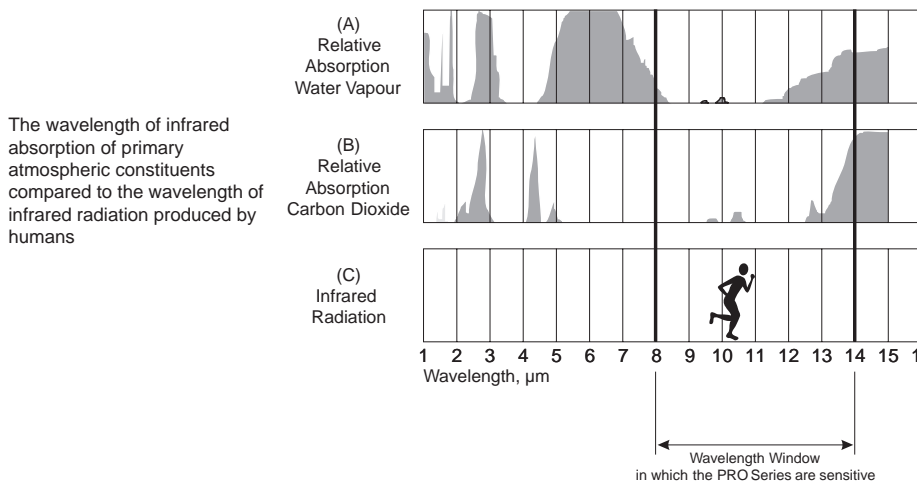 (A)
Relative
Absorption
Water Vapour
The wavelength of infrared
absorption of primary
atmospheric constituents
compared to the wavelength of
infrared radiation produced by
humans
(B)
Relative
Absorption
Carbon Dioxide
(C)
Infrared
Radiation
1 2 3 4 5 6 7 8 9 10 11 12 13 14 15
Wavelength, µm
Wavelength Window
in which the PRO Series are sensitive